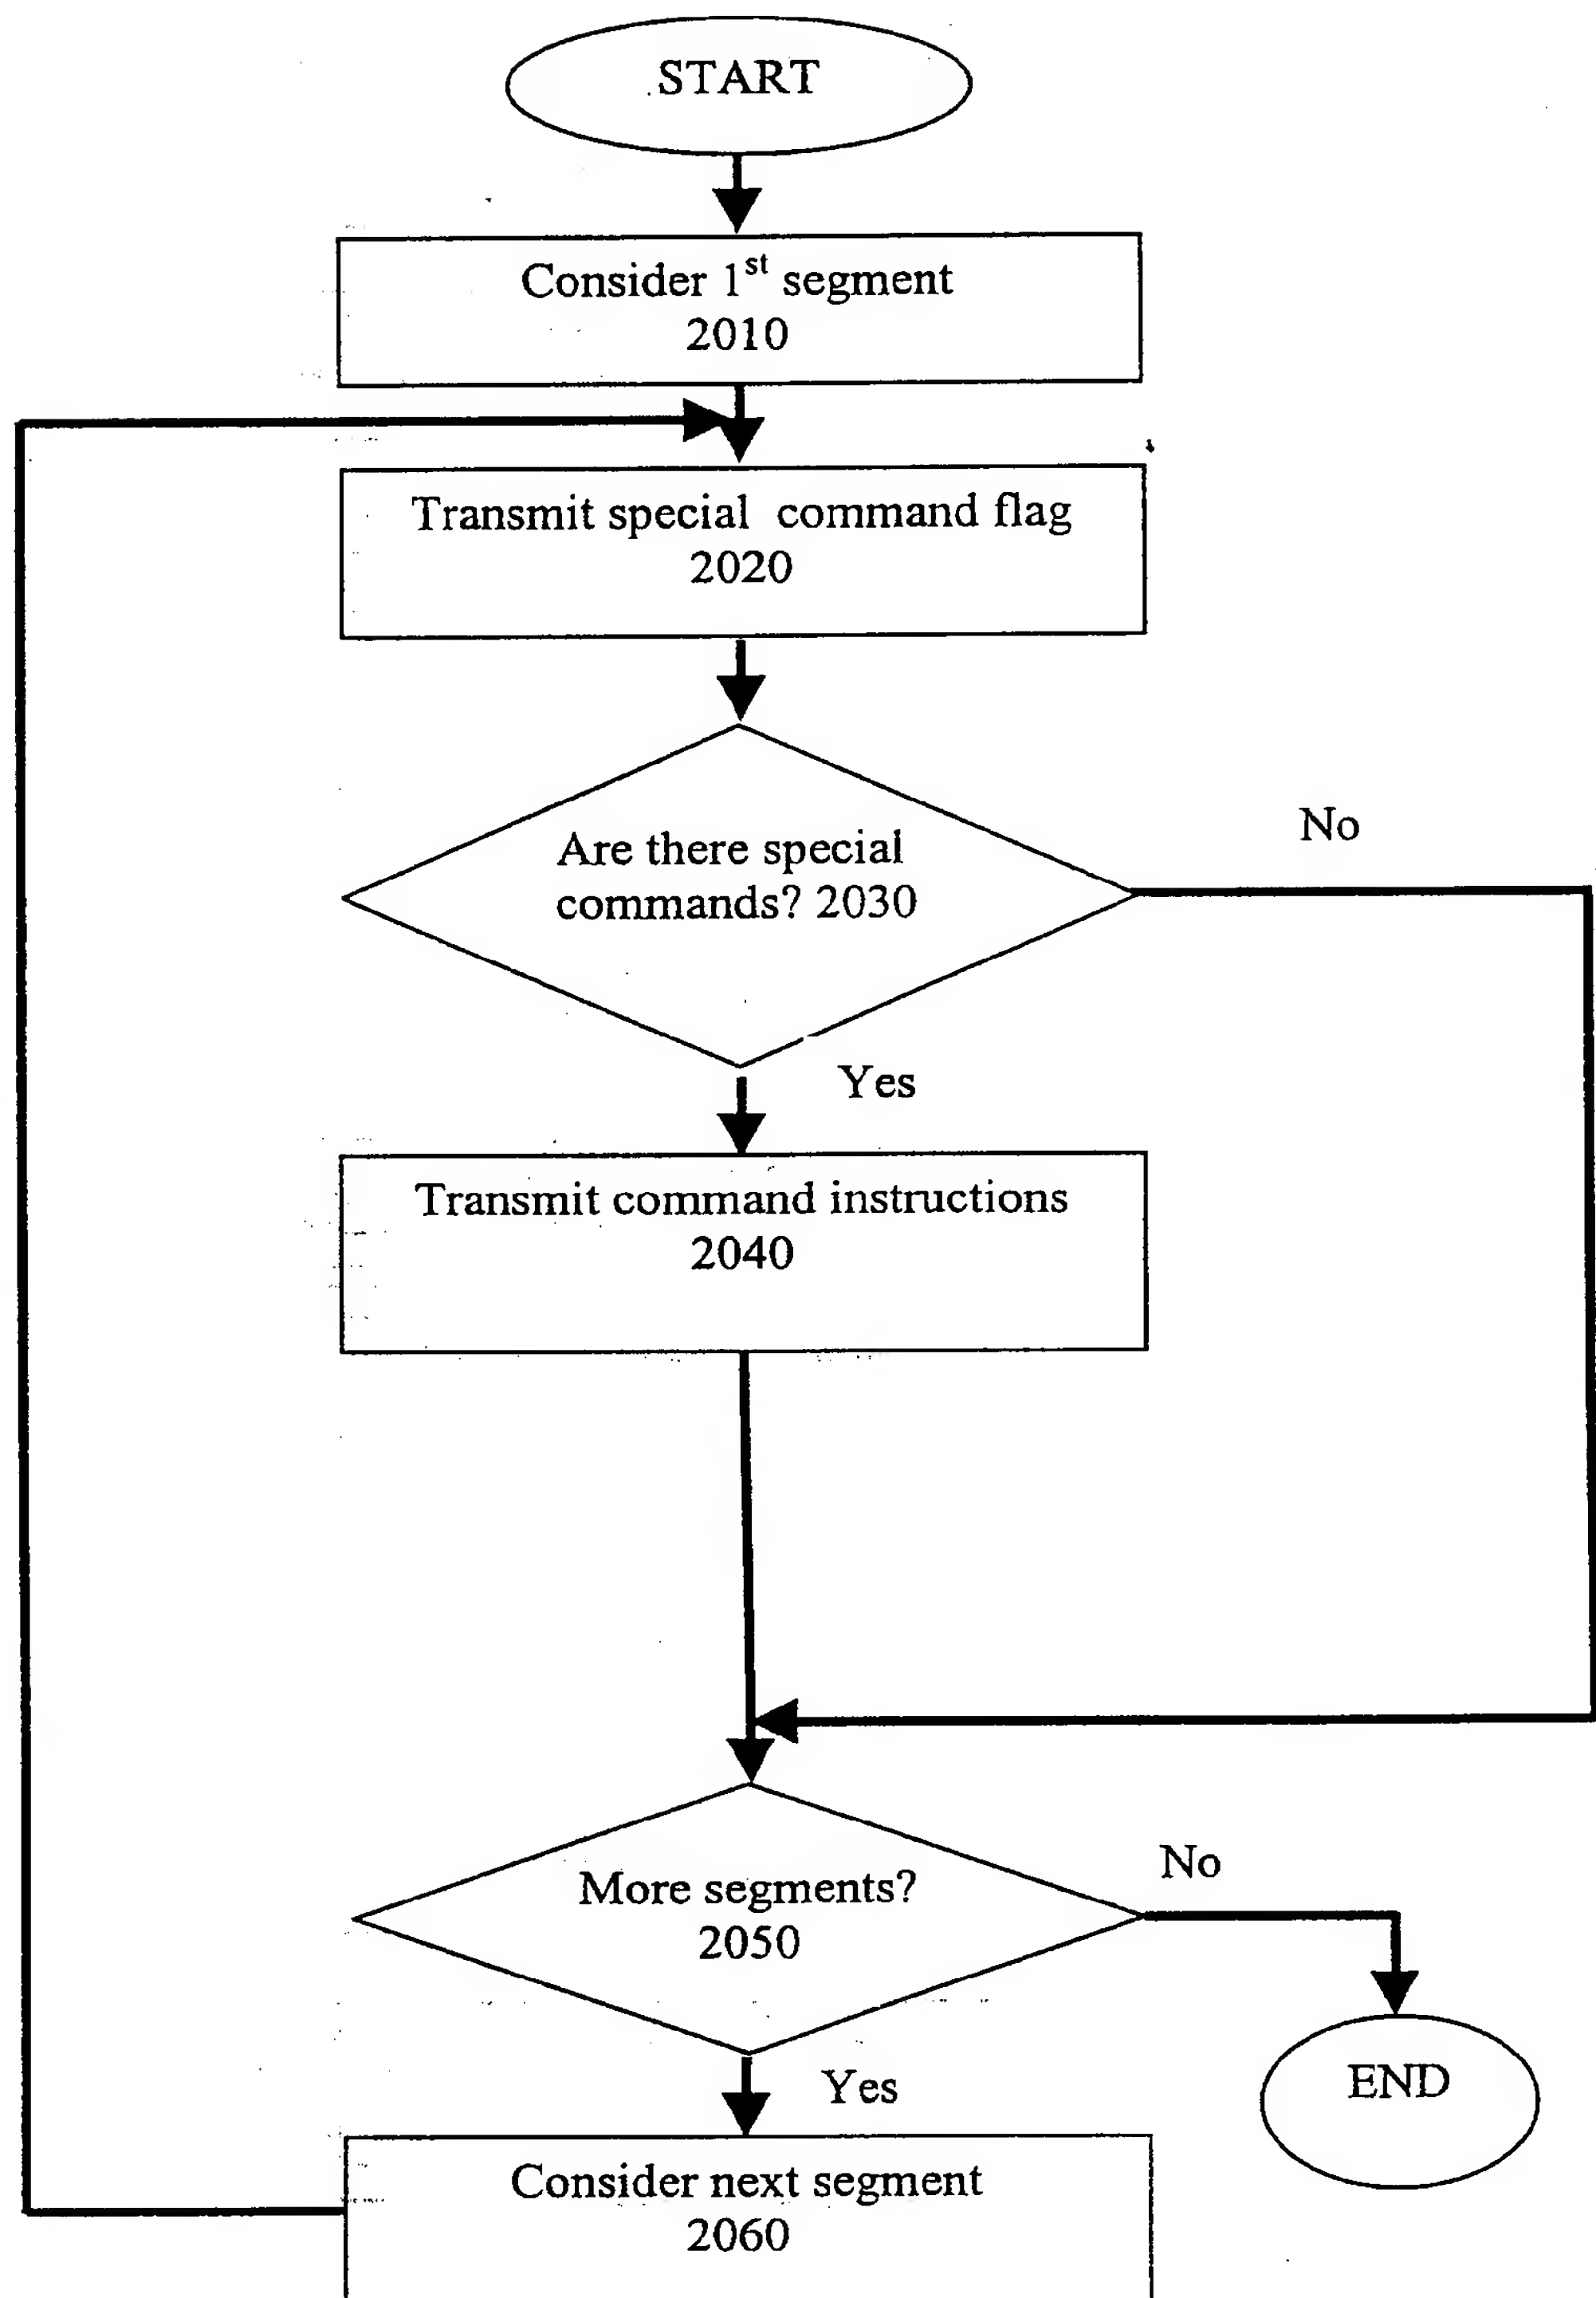 START
Consider 1st segment
2010
Transmit special command flag
2020
Are there special
commands? 2030
No
Yes
Transmit command instructions
2040
More segments?
2050
No
Yes
END
Consider next segment
2060